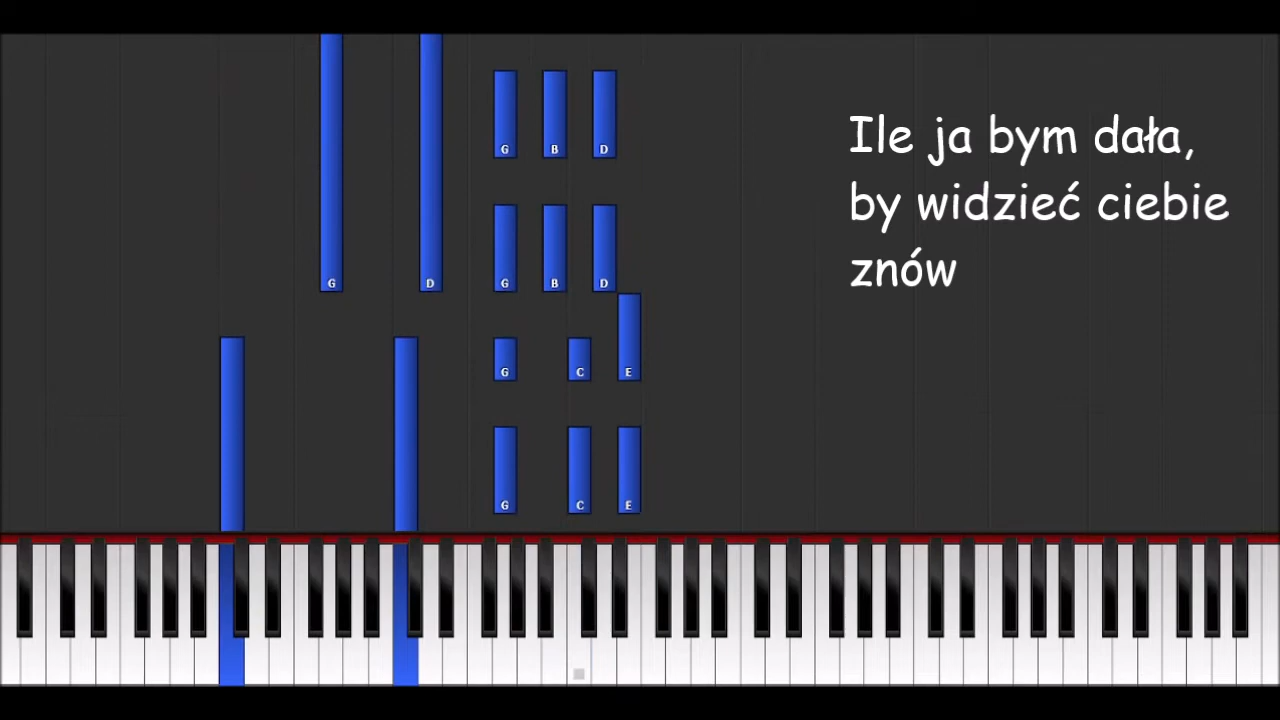 Ile ja bym dała,
by widzieć ciebie
znów
G B D
G D G B D
G C E
G C E